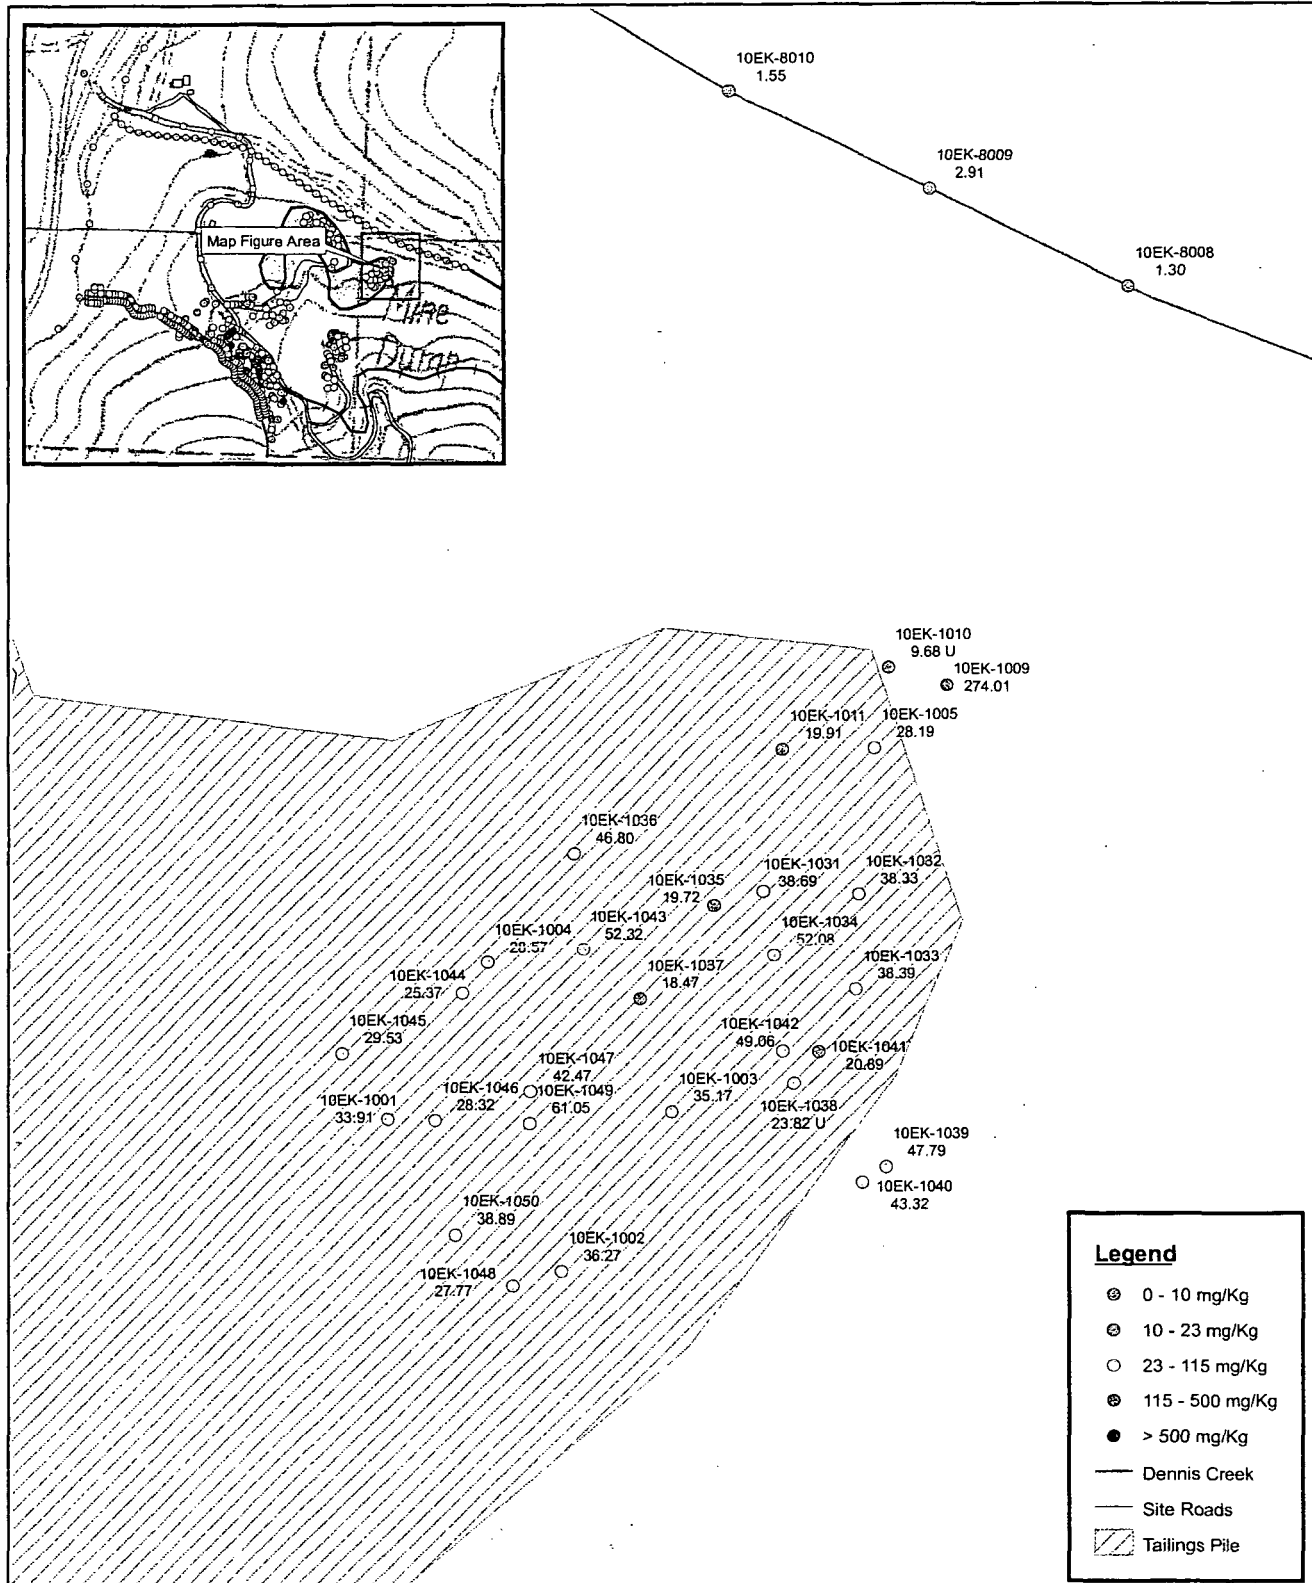 Map Figure Area
Mine
Dump
10EK-8010
1.55
10EK-8009
2.91
10EK-8008
1.30
10EK-1010
9.68 U
10EK-1009
274.01
10EK-1011
19.91
10EK-1005
28.19
10EK-1036
46.80
10EK-1031
38.69
10EK-1032
38.33
10EK-1035
19.72
10EK-1043
52.32
10EK-1034
52.08
10EK-1004
28.57
10EK-1033
38.39
10EK-1044
25.37
10EK-1037
18.47
10EK-1045
29.53
10EK-1042
49.06
10EK-1041
20.89
10EK-1047
42.47
10EK-1049
61.05
10EK-1003
35.17
10EK-1001
33.91
10EK-1046
28.32
10EK-1038
23.82 U
10EK-1039
47.79
10EK-1040
43.32
10EK-1050
38.89
10EK-1002
36.27
10EK-1048
27.77
Legend
0 - 10 mg/Kg
10 - 23 mg/Kg
23 - 115 mg/Kg
115 - 500 mg/Kg
> 500 mg/Kg
Dennis Creek
Site Roads
Tailings Pile